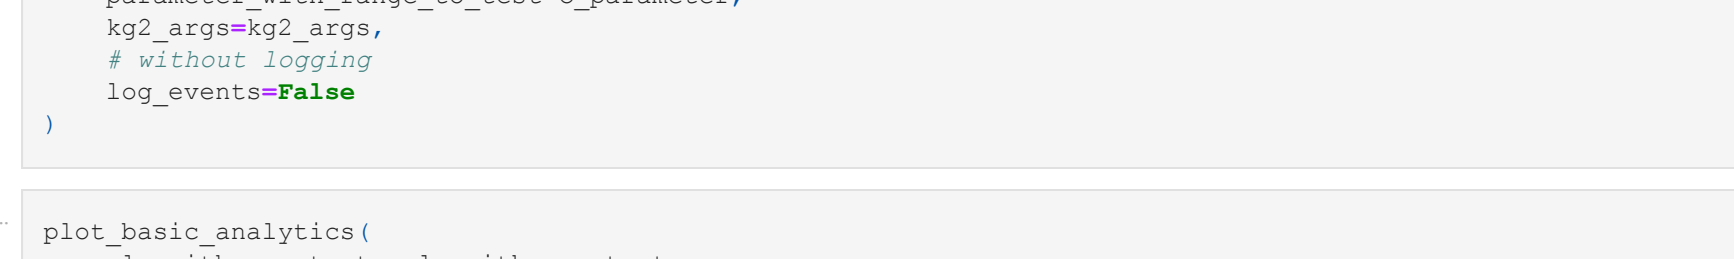 kg2_args=kg2_args,
# without logging
log_events=False
)
plot_basic_analytics(